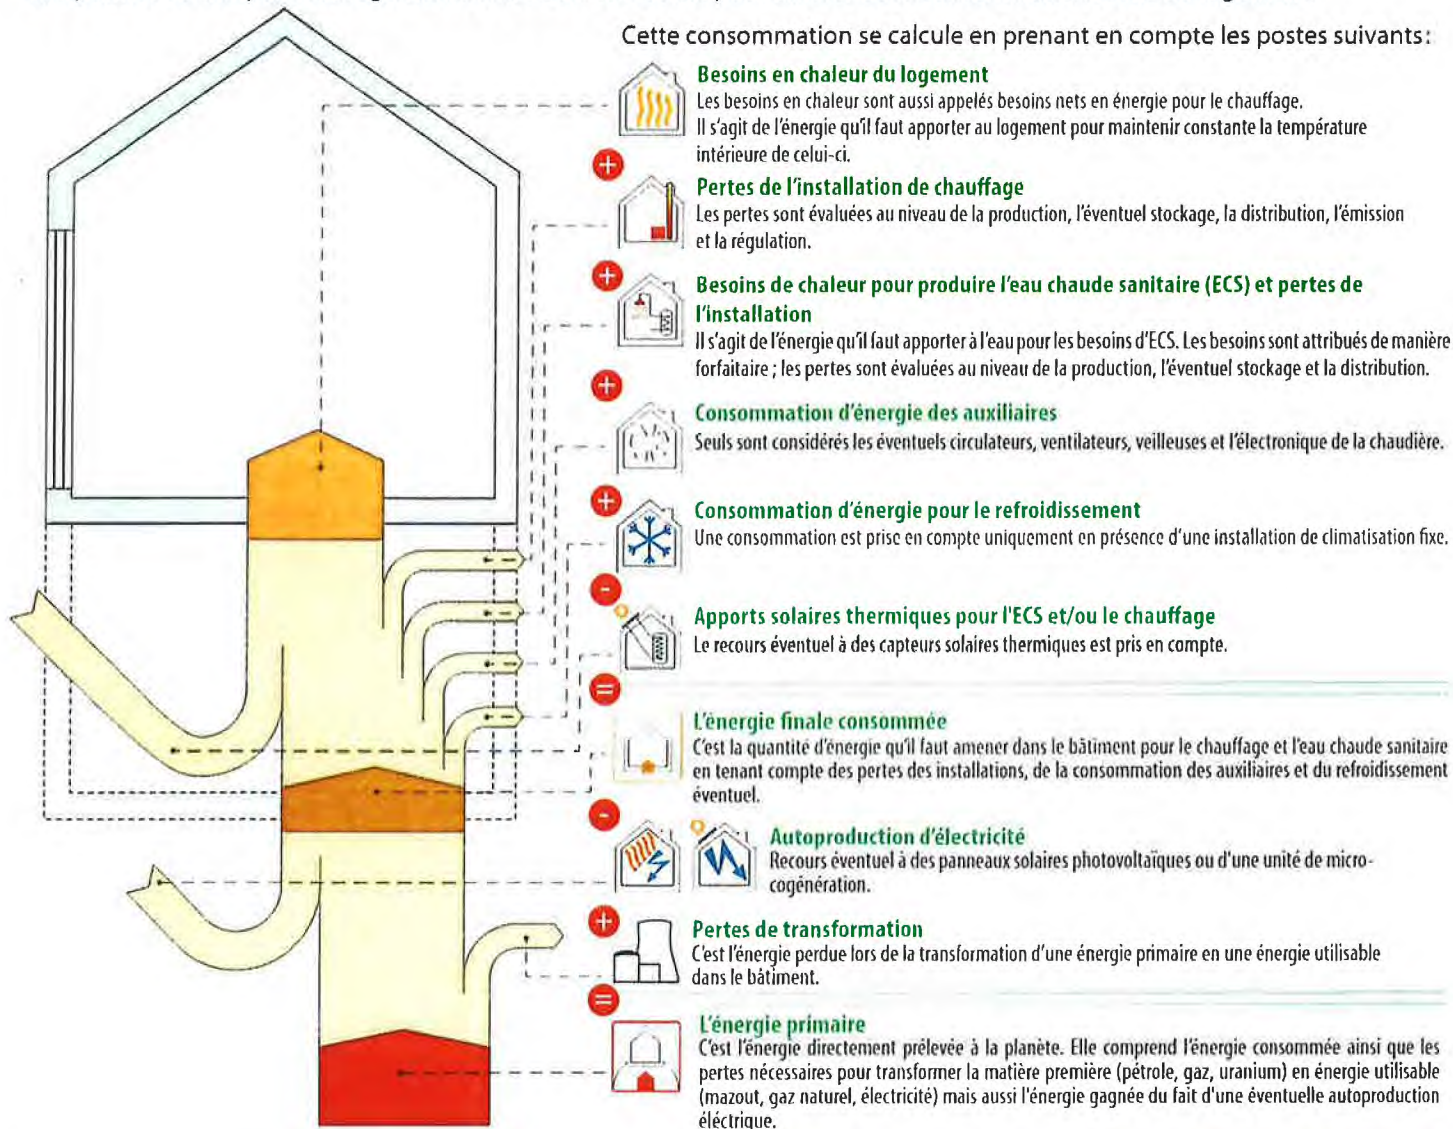 Cette consommation se calcule en prenant en compte les postes suivants:
Besoins en chaleur du logement
Les besoins en chaleur sont aussi appelés besoins nets en énergie pour le chauffage.
Il s'agit de l'énergie qu'il faut apporter au logement pour maintenir constante la température
intérieure de celui-ci.
+
Pertes de l'installation de chauffage
Les pertes sont évaluées au niveau de la production, l'éventuel stockage, la distribution, l'émission
et la régulation.
+
Besoins de chaleur pour produire l'eau chaude sanitaire (ECS) et pertes de
l'installation
Il s'agit de l'énergie qu'il faut apporter à l'eau pour les besoins d'ECS. Les besoins sont attribués de manière
forfaitaire ; les pertes sont évaluées au niveau de la production, l'éventuel stockage et la distribution.
+
Consommation d'énergie des auxiliaires
Seuls sont considérés les éventuels circulateurs, ventilateurs, veilleuses et l'électronique de la chaudière.
+
Consommation d'énergie pour le refroidissement
Une consommation est prise en compte uniquement en présence d'une installation de climatisation fixe.
-
Apports solaires thermiques pour l'ECS et/ou le chauffage
Le recours éventuel à des capteurs solaires thermiques est pris en compte.
=
L'énergie finale consommée
C'est la quantité d'énergie qu'il faut amener dans le bâtiment pour le chauffage et l'eau chaude sanitaire
en tenant compte des pertes des installations, de la consommation des auxiliaires et du refroidissement
éventuel.
-
Autoproduction d'électricité
Recours éventuel à des panneaux solaires photovoltaïques ou d'une unité de micro-
cogénération.
+
Pertes de transformation
C'est l'énergie perdue lors de la transformation d'une énergie primaire en une énergie utilisable
dans le bâtiment.
=
L'énergie primaire
C'est l'énergie directement prélevée à la planète. Elle comprend l'énergie consommée ainsi que les
pertes nécessaires pour transformer la matière première (pétrole, gaz, uranium) en énergie utilisable
(mazout, gaz naturel, électricité) mais aussi l'énergie gagnée du fait d'une éventuelle autoproduction
éléctrique.